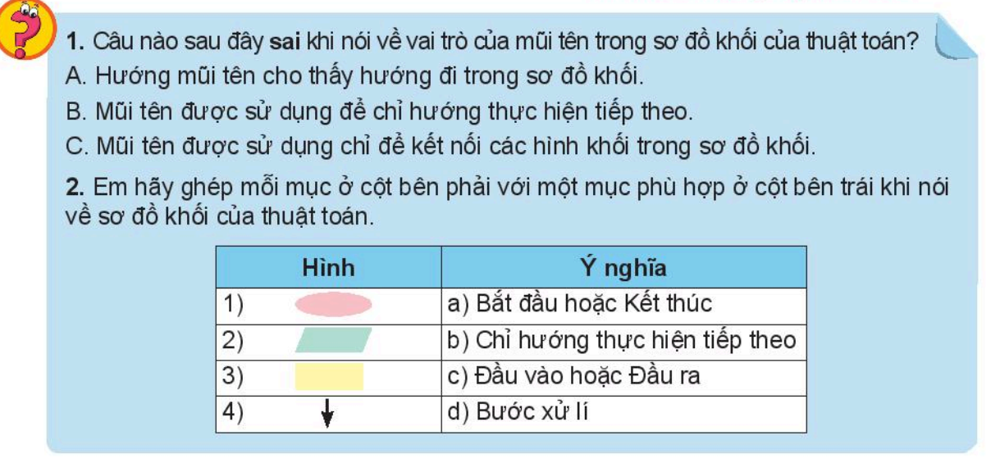 1. Câu nào sau đây sai khi nói về vai trò của mũi tên trong sơ đồ khối của thuật toán?
A. Hướng mũi tên cho thấy hướng đi trong sơ đồ khối.
B. Mũi tên được sử dụng để chỉ hướng thực hiện tiếp theo.
C. Mũi tên được sử dụng chỉ để kết nối các hình khối trong sơ đồ khối.
2. Em hãy ghép mỗi mục ở cột bên phải với một mục phù hợp ở cột bên trái khi nói
về sơ đồ khối của thuật toán.
Hình Ý nghĩa
1) a) Bắt đầu hoặc Kết thúc
2) b) Chỉ hướng thực hiện tiếp theo
3) c) Đầu vào hoặc Đầu ra
4) d) Bước xử lí